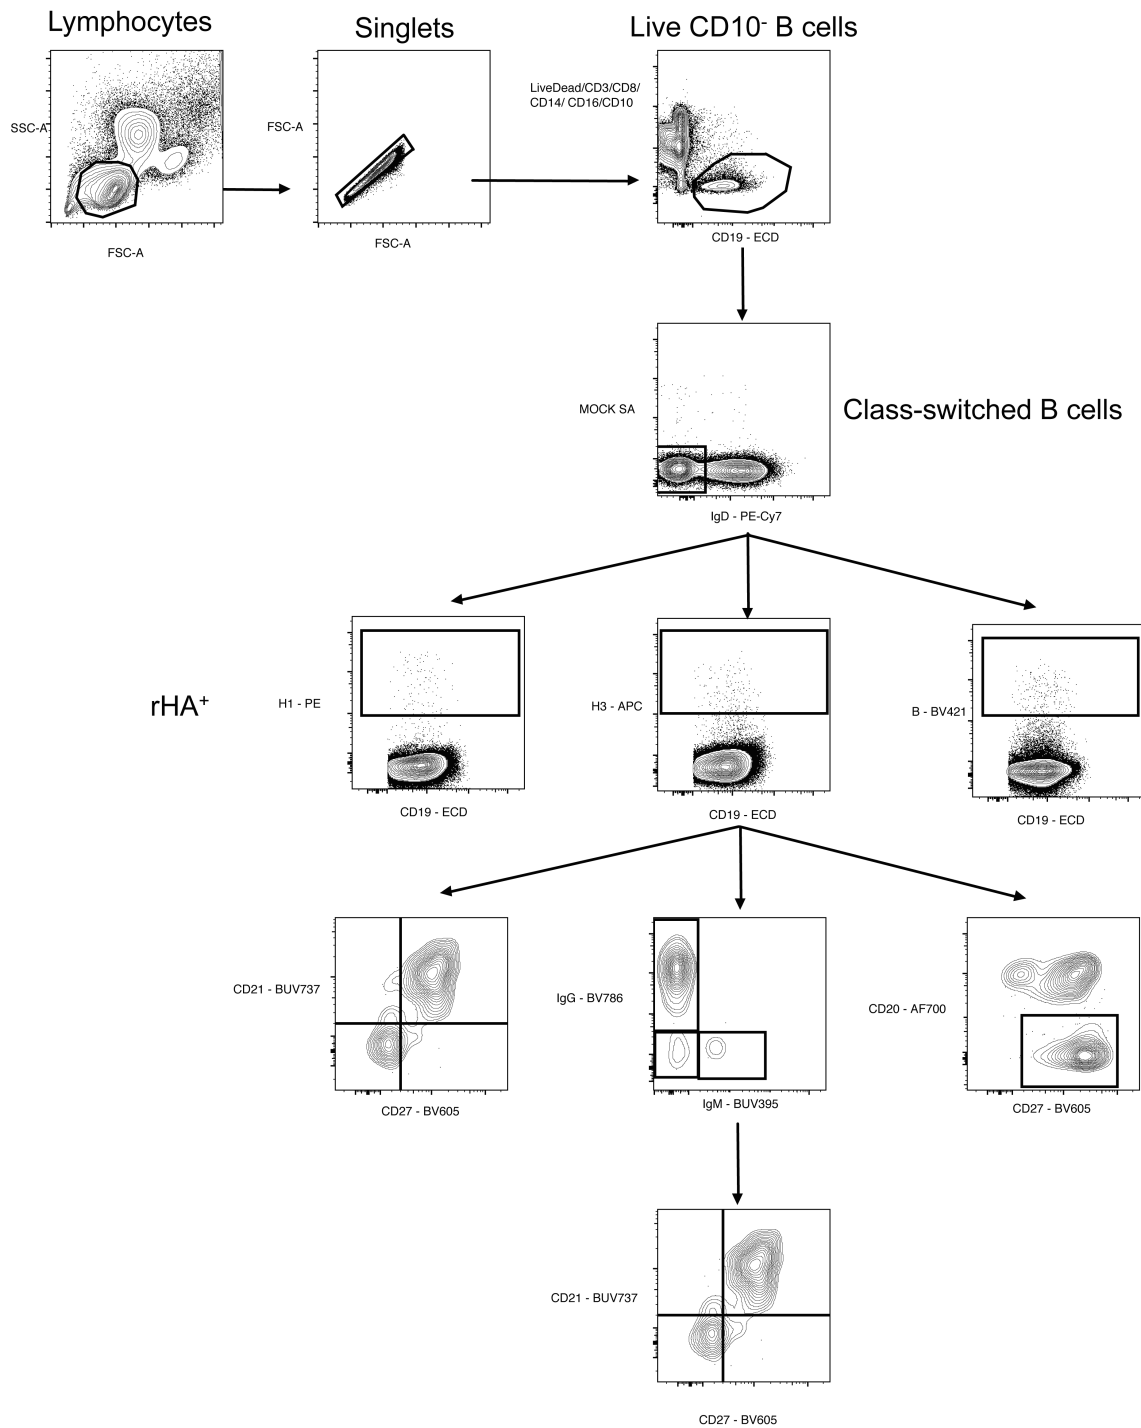 Lymphocytes
Singlets
Live CD10⁻ B cells
SSC-A
FSC-A
FSC-A
FSC-A
LiveDead/CD3/CD8/
CD14/ CD16/CD10
CD19 - ECD
MOCK SA
Class-switched B cells
IgD - PE-Cy7
rHA⁺
H1 - PE
CD19 - ECD
H3 - APC
CD19 - ECD
B - BV421
CD19 - ECD
CD21 - BUV737
CD27 - BV605
IgG - BV786
IgM - BUV395
CD20 - AF700
CD27 - BV605
CD21 - BUV737
CD27 - BV605